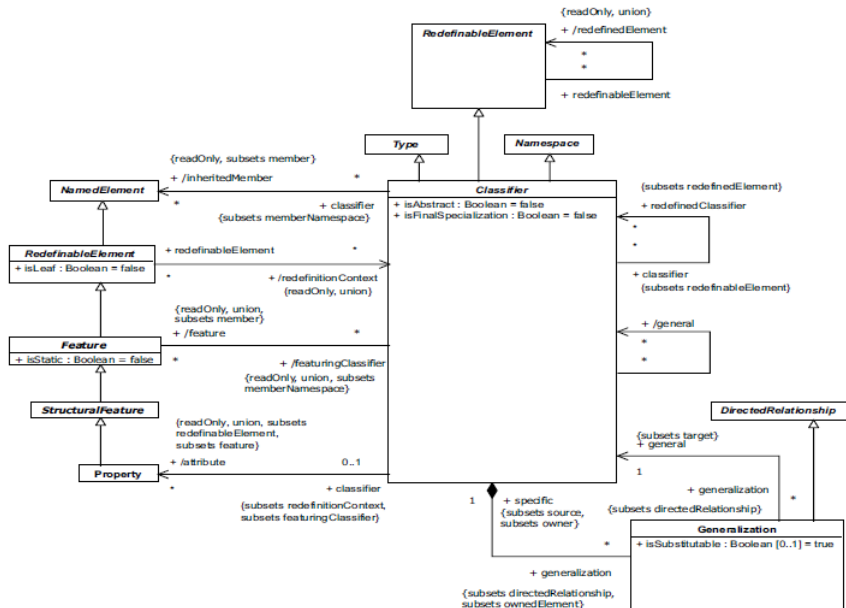 {readOnly, union}
+ /redefinedElement
RedefinableElement
*
*
+ redefinableElement
Type
Namespace
{readOnly, subsets member}
+ /inheritedMember
*
NamedElement
Classifier
+ isAbstract : Boolean = false
+ isFinalSpecialization : Boolean = false
*
+ classifier
{subsets memberNamespace}
{subsets redefinedElement}
+ redefinedClassifier
*
*
+ classifier
{subsets redefinableElement}
+ redefinableElement
*
RedefinableElement
+ isLeaf : Boolean = false
*
+ /redefinitionContext
{readOnly, union}
{readOnly, union,
subsets member}
+ /feature
*
Feature
+ isStatic : Boolean = false
*
+ /featuringClassifier
{readOnly, union, subsets
memberNamespace}
+ /general
*
*
StructuralFeature
DirectedRelationship
{readOnly, union, subsets
redefinableElement,
subsets feature}
+ /attribute
0..1
Property
*
+ classifier
{subsets redefinitionContext,
subsets featuringClassifier}
{subsets target}
+ general
1
+ generalization
*
{subsets directedRelationship}
1
+ specific
{subsets source,
subsets owner}
Generalization
+ isSubstitutable : Boolean [0..1] = true
*
+ generalization
{subsets directedRelationship,
subsets ownedElement}